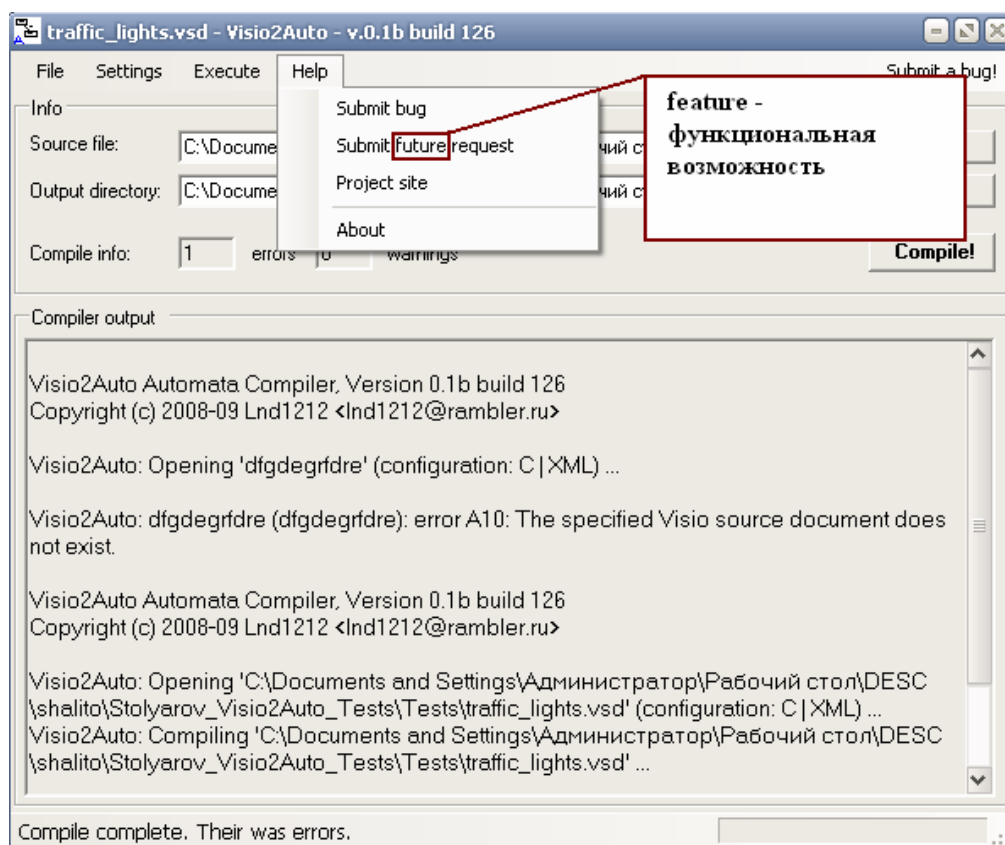 traffic_lights.vsd - Visio2Auto - v.0.1b build 126
File Settings Execute Help Submit a bug!
Info
Submit bug
Submit future request
Project site
About
feature -
функциональная
возможность
Source file: C:\Docume
Output directory: C:\Docume
Compile info: 1 errors 0 warnings Compile!
Compiler output
Visio2Auto Automata Compiler, Version 0.1b build 126
Copyright (c) 2008-09 Lnd1212 <lnd1212@rambler.ru>
Visio2Auto: Opening 'dfgdegrfdre' (configuration: C|XML) ...
Visio2Auto: dfgdegrfdre (dfgdegrfdre): error A10: The specified Visio source document does
not exist.
Visio2Auto Automata Compiler, Version 0.1b build 126
Copyright (c) 2008-09 Lnd1212 <lnd1212@rambler.ru>
Visio2Auto: Opening 'C:\Documents and Settings\Администратор\Рабочий стол\DESC
\shalito\Stolyarov_Visio2Auto_Tests\Tests\traffic_lights.vsd' (configuration: C|XML) ...
Visio2Auto: Compiling 'C:\Documents and Settings\Администратор\Рабочий стол\DESC
\shalito\Stolyarov_Visio2Auto_Tests\Tests\traffic_lights.vsd' ...
Compile complete. Their was errors.